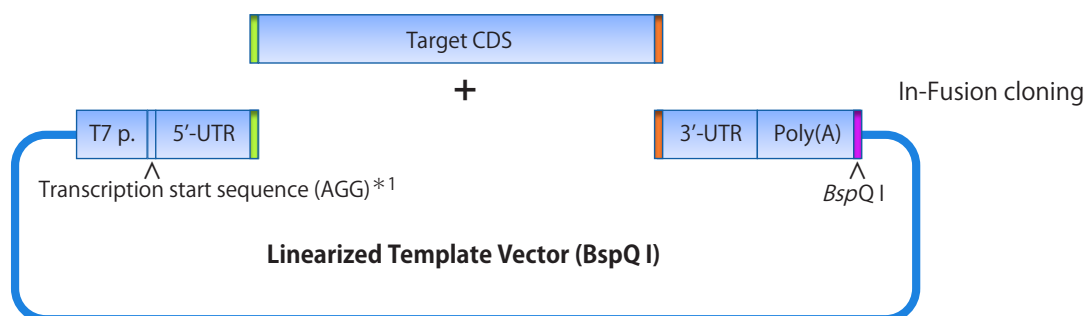 Target CDS
+
In-Fusion cloning
T7 p. 5′-UTR 3′-UTR Poly(A)
Transcription start sequence (AGG)*1
BspQ I
Linearized Template Vector (BspQ I)